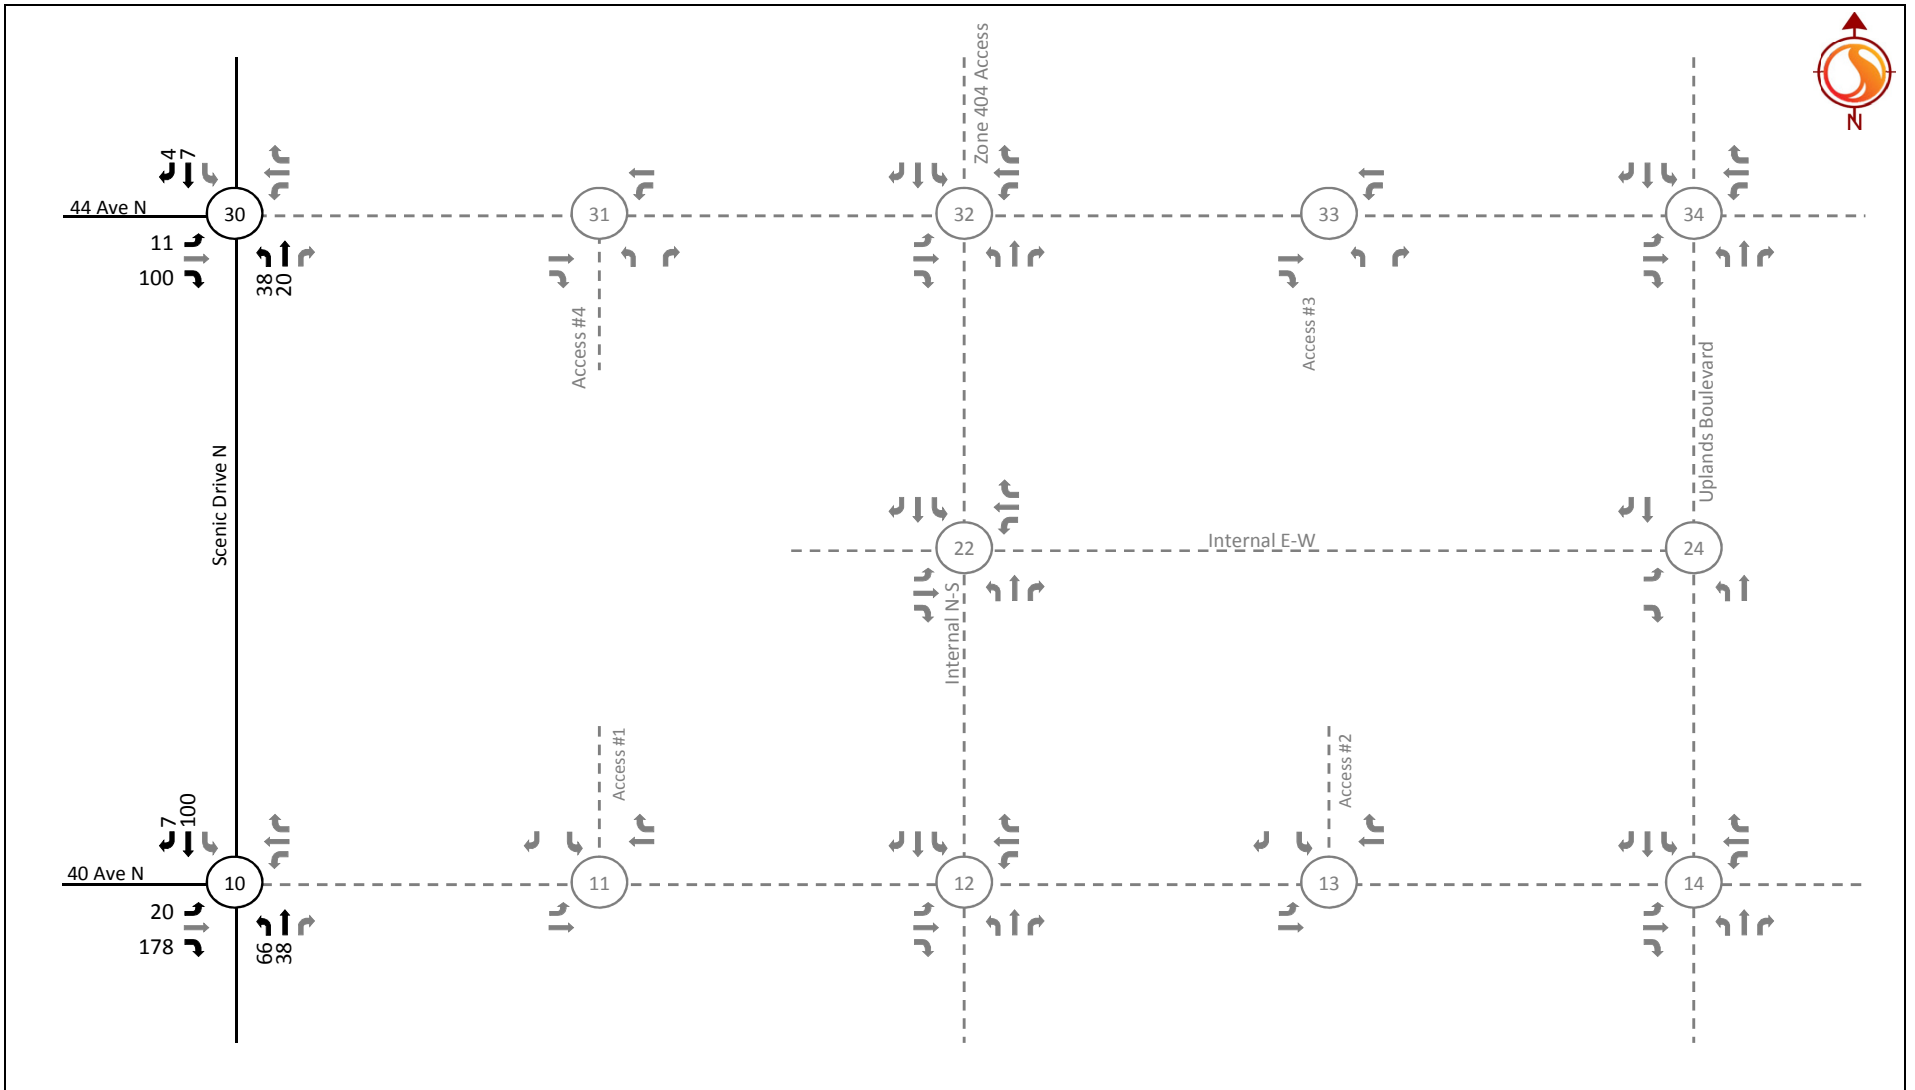 Zone 404 Access
N
4
7
44 Ave N
30
31
32
33
34
11
100
38
20
Access #4
Access #3
Scenic Drive N
Uplands Boulevard
22
Internal E-W
24
Internal N-S
Access #1
Access #2
7
100
40 Ave N
10
11
12
13
14
20
178
66
38